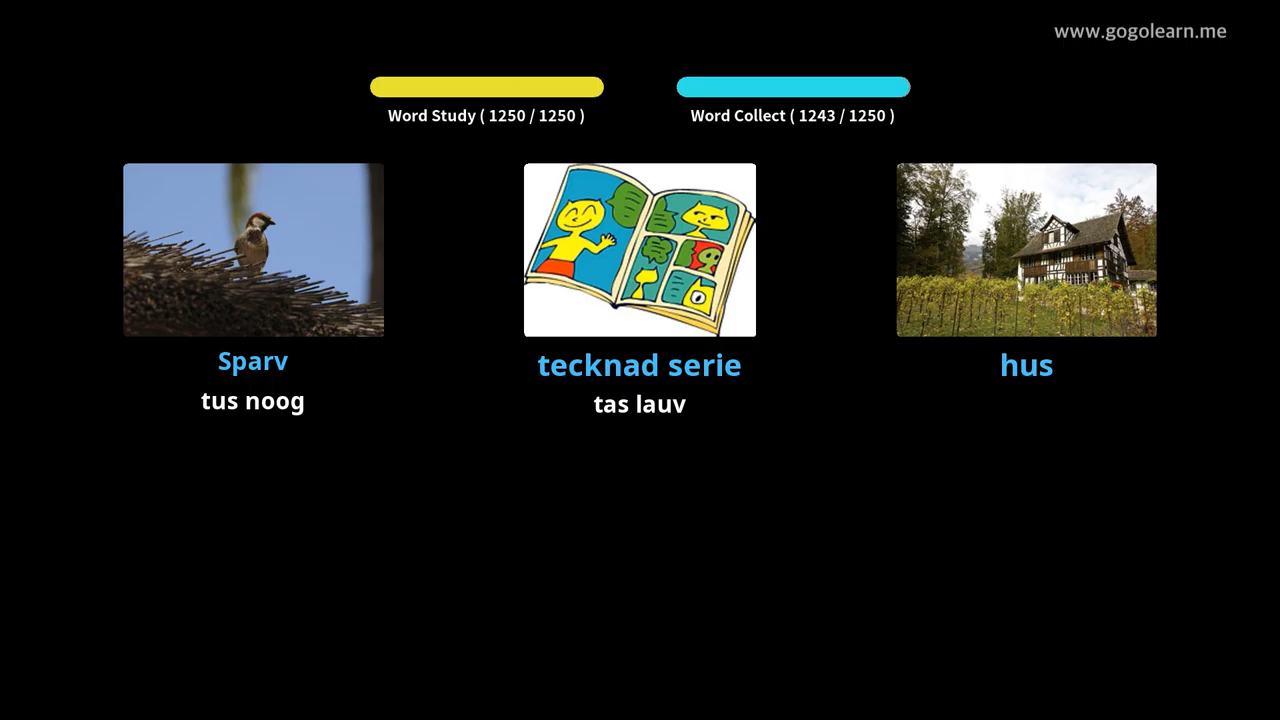 www.gogolearn.me
Word Study ( 1250 / 1250 )
Word Collect ( 1243 / 1250 )
Sparv
tus noog
tecknad serie
tas lauv
hus